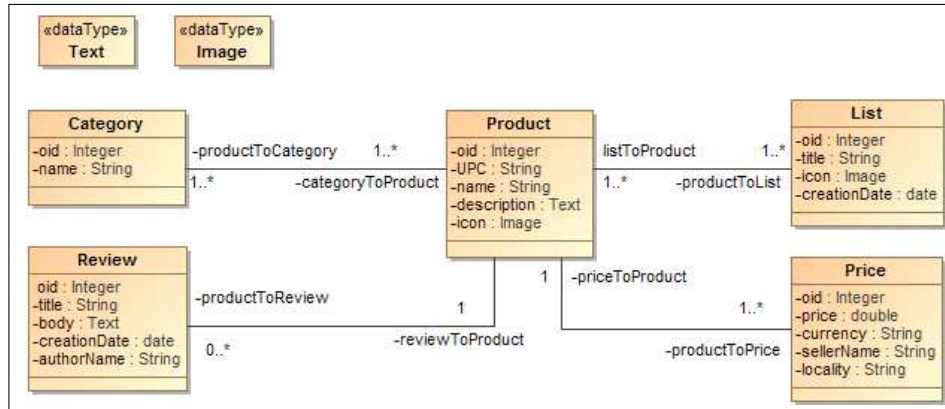 «dataType»
Text
«dataType»
Image
Category
-oid : Integer
-name : String
-productToCategory 1..*
1..* -categoryToProduct
Product
-oid : Integer
-UPC : String
-name : String
-description : Text
-icon : Image
listToProduct 1..*
1..* -productToList
List
-oid : Integer
-title : String
-icon : Image
-creationDate : date
Review
oid : Integer
-title : String
-body : Text
-creationDate : date
-authorName : String
-productToReview
0..*
1
1
-reviewToProduct
1
-priceToProduct
1..*
-productToPrice
Price
-oid : Integer
-price : double
-currency : String
-sellerName : String
-locality : String